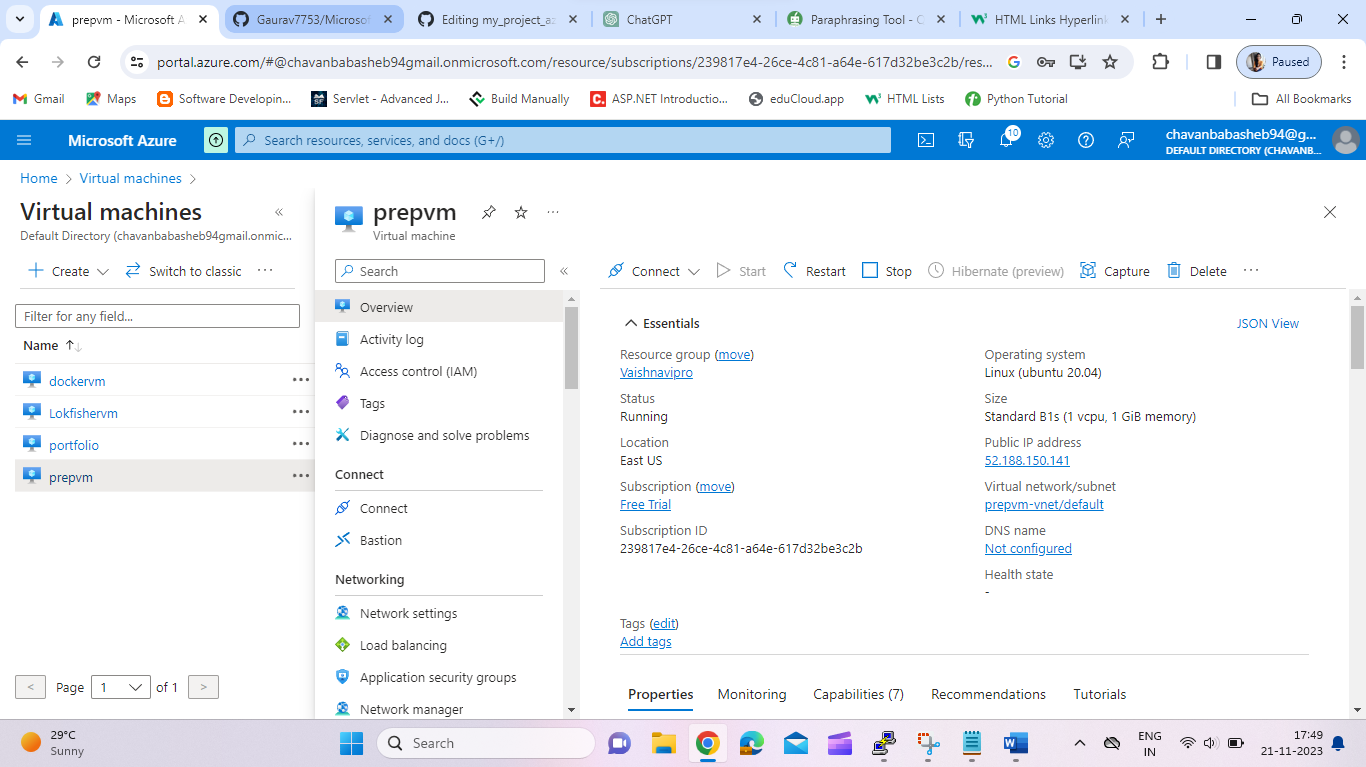 prepvm - Microsoft A
Gaurav7753/Microsof
Editing my_project_az
ChatGPT
Paraphrasing Tool - C
HTML Links Hyperlink
portal.azure.com/#@chavanbabasheb94gmail.onmicrosoft.com/resource/subscriptions/239817e4-26ce-4c81-a64e-617d32be3c2b/res...
Paused
Gmail
Maps
Software Developin...
Servlet - Advanced J...
Build Manually
ASP.NET Introductio...
eduCloud.app
HTML Lists
Python Tutorial
All Bookmarks
Microsoft Azure
Search resources, services, and docs (G+/)
10
chavanbabasheb94@g...
DEFAULT DIRECTORY (CHAVANB...
Home > Virtual machines >
Virtual machines
Default Directory (chavanbabasheb94gmail.onmic...
Create
Switch to classic
Filter for any field...
Name
dockervm
Lokfishervm
portfolio
prepvm
< Page 1 of 1 >
prepvm
Virtual machine
Search
Overview
Activity log
Access control (IAM)
Tags
Diagnose and solve problems
Connect
Connect
Bastion
Networking
Network settings
Load balancing
Application security groups
Network manager
Connect
Start
Restart
Stop
Hibernate (preview)
Capture
Delete
Essentials
JSON View
Resource group (move)
Vaishnavipro
Status
Running
Location
East US
Subscription (move)
Free Trial
Subscription ID
239817e4-26ce-4c81-a64e-617d32be3c2b
Operating system
Linux (ubuntu 20.04)
Size
Standard B1s (1 vcpu, 1 GiB memory)
Public IP address
52.188.150.141
Virtual network/subnet
prepvm-vnet/default
DNS name
Not configured
Health state
-
Tags (edit)
Add tags
Properties
Monitoring
Capabilities (7)
Recommendations
Tutorials
29°C
Sunny
Search
ENG
IN
17:49
21-11-2023